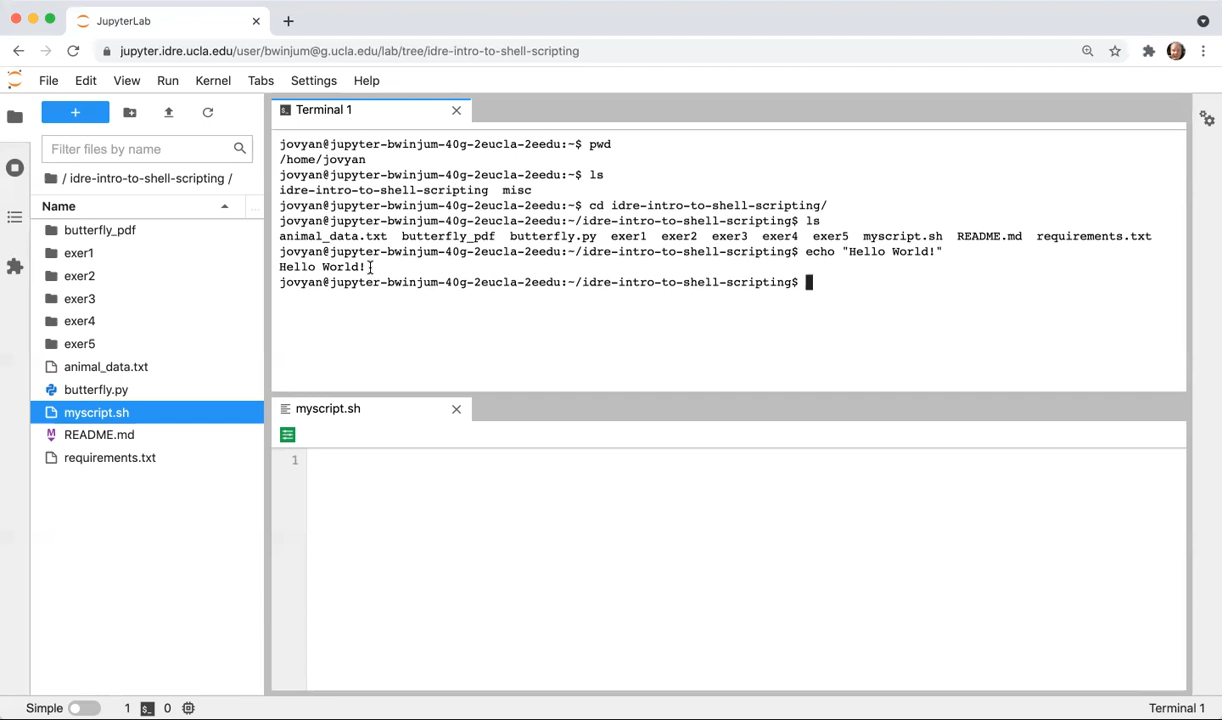 JupyterLab
jupyter.idre.ucla.edu/user/bwinjum@g.ucla.edu/lab/tree/idre-intro-to-shell-scripting
File Edit View Run Kernel Tabs Settings Help
+
Filter files by name
/ idre-intro-to-shell-scripting /
Name
...
butterfly_pdf
exer1
exer2
exer3
exer4
exer5
animal_data.txt
butterfly.py
myscript.sh
README.md
requirements.txt
Terminal 1
jovyan@jupyter-bwinjum-40g-2eucla-2eedu:~$ pwd
/home/jovyan
jovyan@jupyter-bwinjum-40g-2eucla-2eedu:~$ ls
idre-intro-to-shell-scripting  misc
jovyan@jupyter-bwinjum-40g-2eucla-2eedu:~$ cd idre-intro-to-shell-scripting/
jovyan@jupyter-bwinjum-40g-2eucla-2eedu:~/idre-intro-to-shell-scripting$ ls
animal_data.txt  butterfly_pdf  butterfly.py  exer1  exer2  exer3  exer4  exer5  myscript.sh  README.md  requirements.txt
jovyan@jupyter-bwinjum-40g-2eucla-2eedu:~/idre-intro-to-shell-scripting$ echo "Hello World!"
Hello World!
jovyan@jupyter-bwinjum-40g-2eucla-2eedu:~/idre-intro-to-shell-scripting$
myscript.sh
1
Simple 1 $_ 0 Terminal 1